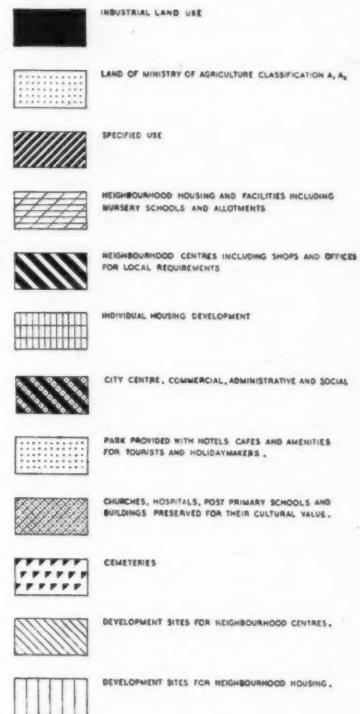 INDUSTRIAL LAND USE
LAND OF MINISTRY OF AGRICULTURE CLASSIFICATION A, A₂
SPECIFIED USE
NEIGHBOURHOOD HOUSING AND FACILITIES INCLUDING
NURSERY SCHOOLS AND ALLOTMENTS
NEIGHBOURHOOD CENTRES INCLUDING SHOPS AND OFFICES
FOR LOCAL REQUIREMENTS
INDIVIDUAL HOUSING DEVELOPMENT
CITY CENTRE, COMMERCIAL, ADMINISTRATIVE AND SOCIAL
PARK PROVIDED WITH HOTELS CAFES AND AMENITIES
FOR TOURISTS AND HOLIDAYMAKERS.
CHURCHES, HOSPITALS, POST PRIMARY SCHOOLS AND
BUILDINGS PRESERVED FOR THEIR CULTURAL VALUE.
CEMETERIES
DEVELOPMENT SITES FOR NEIGHBOURHOOD CENTRES.
DEVELOPMENT SITES FOR NEIGHBOURHOOD HOUSING.